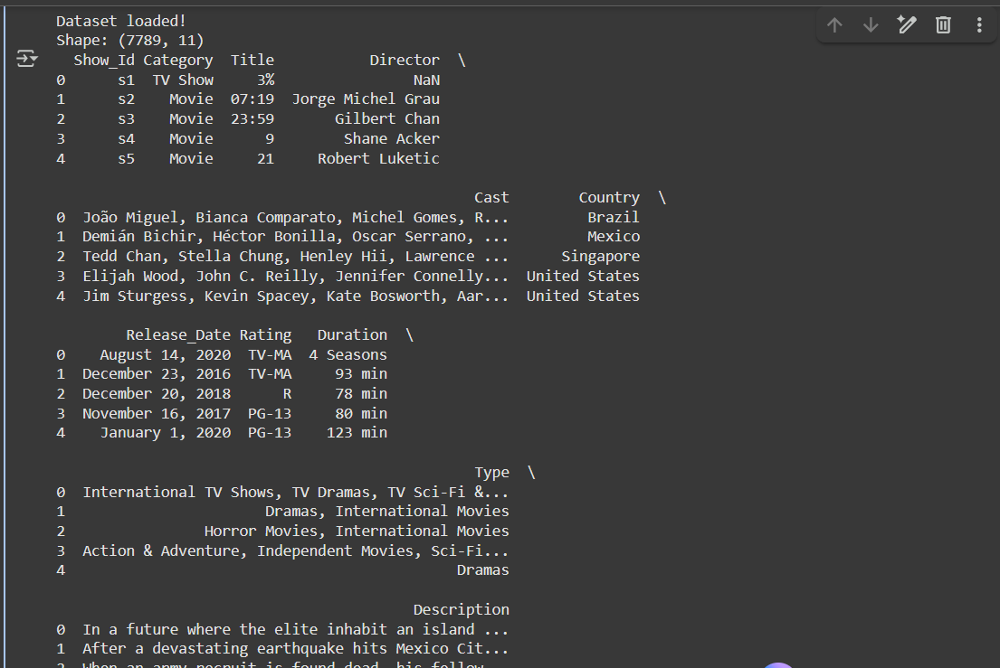 Dataset loaded!
Shape: (7789, 11)
  Show_Id Category  Title           Director  \
0      s1  TV Show     3%                NaN
1      s2    Movie  07:19  Jorge Michel Grau
2      s3    Movie  23:59       Gilbert Chan
3      s4    Movie      9        Shane Acker
4      s5    Movie     21     Robert Luketic
                                             Cast        Country  \
0  João Miguel, Bianca Comparato, Michel Gomes, R...         Brazil
1  Demián Bichir, Héctor Bonilla, Oscar Serrano, ...         Mexico
2  Tedd Chan, Stella Chung, Henley Hii, Lawrence ...      Singapore
3  Elijah Wood, John C. Reilly, Jennifer Connelly...  United States
4  Jim Sturgess, Kevin Spacey, Kate Bosworth, Aar...  United States
        Release_Date Rating   Duration  \
0    August 14, 2020  TV-MA  4 Seasons
1  December 23, 2016  TV-MA     93 min
2  December 20, 2018      R     78 min
3  November 16, 2017  PG-13     80 min
4    January 1, 2020  PG-13    123 min
                                             Type  \
0  International TV Shows, TV Dramas, TV Sci-Fi &...
1                     Dramas, International Movies
2              Horror Movies, International Movies
3  Action & Adventure, Independent Movies, Sci-Fi...
4                                           Dramas
                                      Description
0  In a future where the elite inhabit an island ...
1  After a devastating earthquake hits Mexico Cit...
2  When an army recruit is found dead, his fellow...